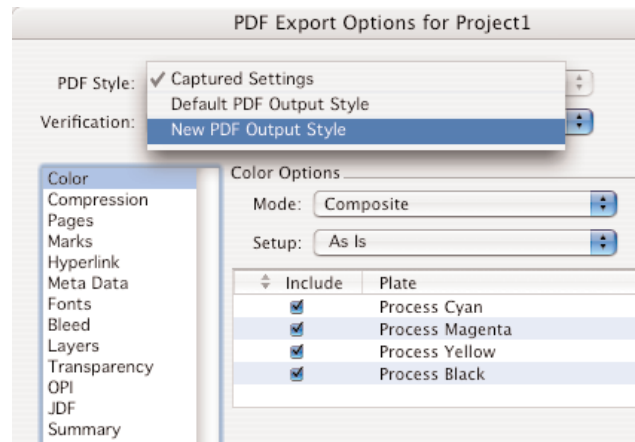 PDF Export Options for Project1
PDF Style:
Captured Settings
Default PDF Output Style
New PDF Output Style
Verification:
Color
Compression
Pages
Marks
Hyperlink
Meta Data
Fonts
Bleed
Layers
Transparency
OPI
JDF
Summary
Color Options
Mode: Composite
Setup: As Is
Include Plate
Process Cyan
Process Magenta
Process Yellow
Process Black